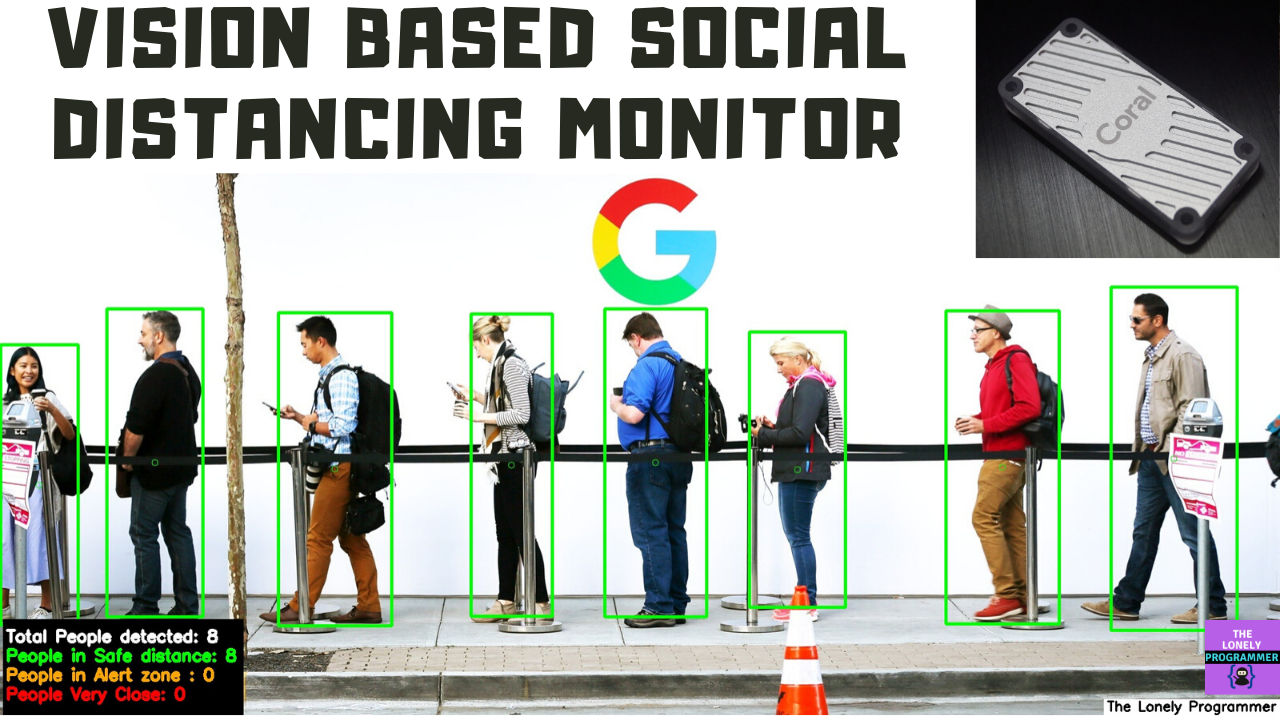 VISION BASED SOCIAL
DISTANCING MONITOR
Coral
G
Total People detected: 8
People in Safe distance: 8
People in Alert zone : 0
People Very Close: 0
THE
LONELY
PROGRAMMER
The Lonely Programmer